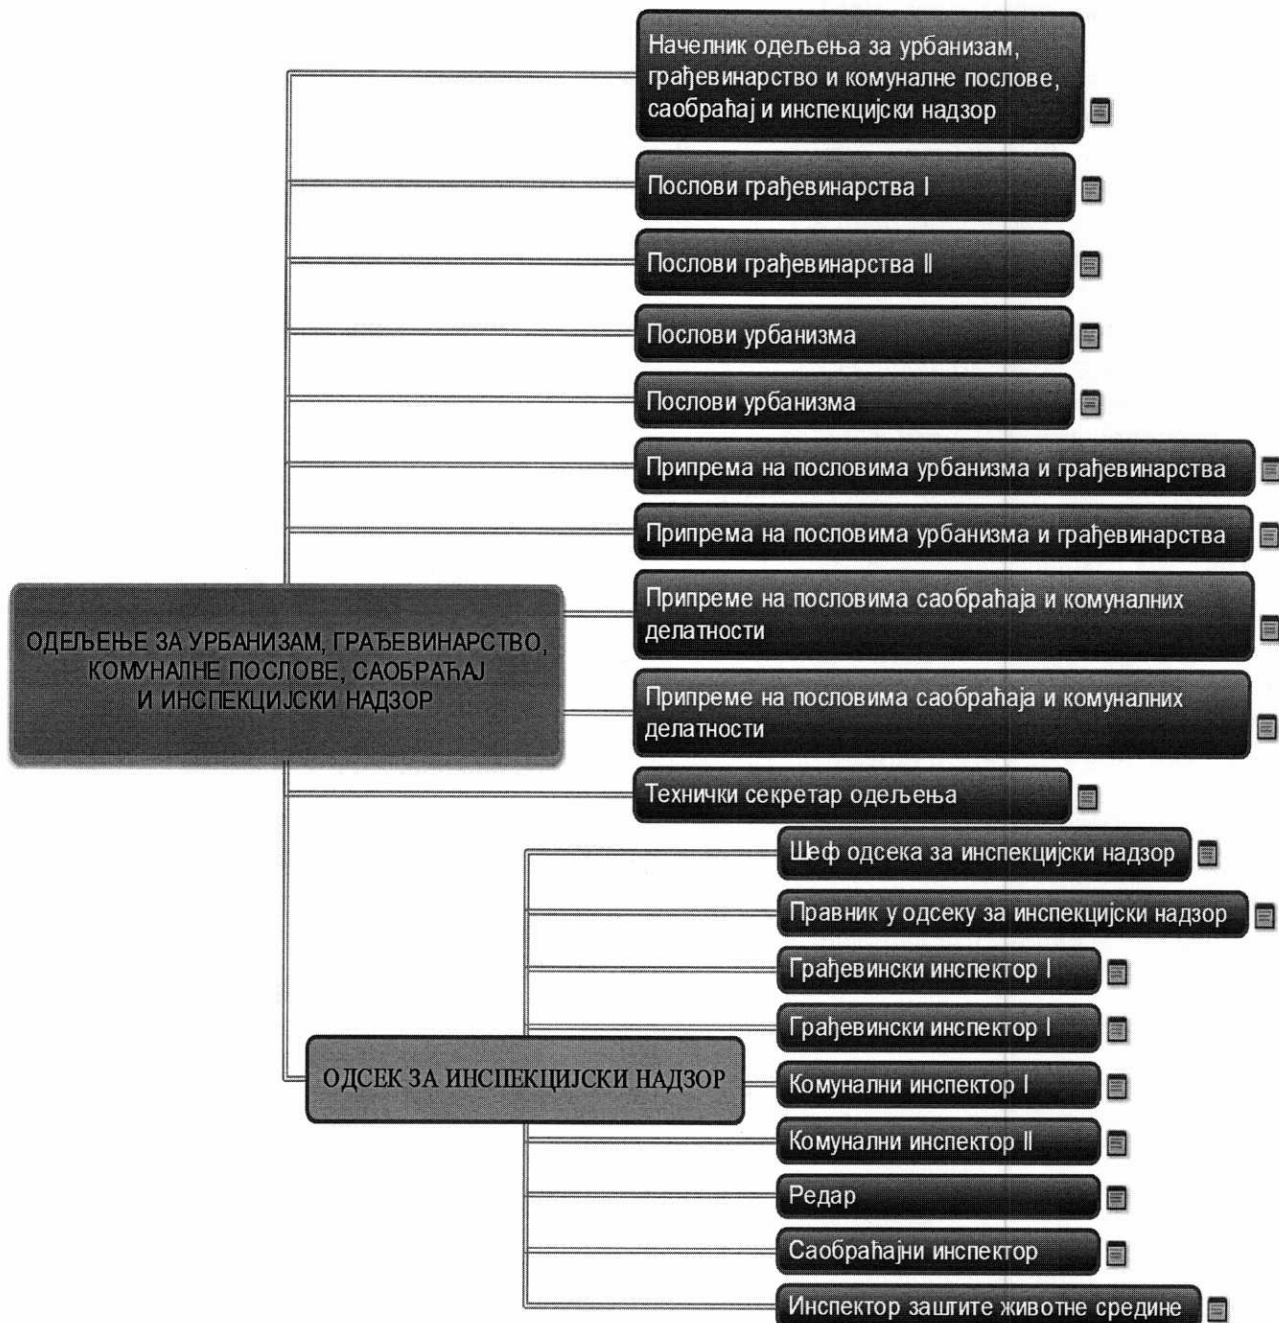 Начелник одељења за урбанизам,
грађевинарство и комуналне послове,
саобраћај и инспекцијски надзор
Послови грађевинарства I
Послови грађевинарства II
Послови урбанизма
Послови урбанизма
Припрема на пословима урбанизма и грађевинарства
Припрема на пословима урбанизма и грађевинарства
ОДЕЉЕЊЕ ЗА УРБАНИЗАМ, ГРАЂЕВИНАРСТВО,
КОМУНАЛНЕ ПОСЛОВЕ, САОБРАЋАЈ
И ИНСПЕКЦИЈСКИ НАДЗОР
Припреме на пословима саобраћаја и комуналних
делатности
Припреме на пословима саобраћаја и комуналних
делатности
Технички секретар одељења
ОДСЕК ЗА ИНСПЕКЦИЈСКИ НАДЗОР
Шеф одсека за инспекцијски надзор
Правник у одсеку за инспекцијски надзор
Грађевински инспектор I
Грађевински инспектор I
Комунални инспектор I
Комунални инспектор II
Редар
Саобраћајни инспектор
Инспектор заштите животне средине